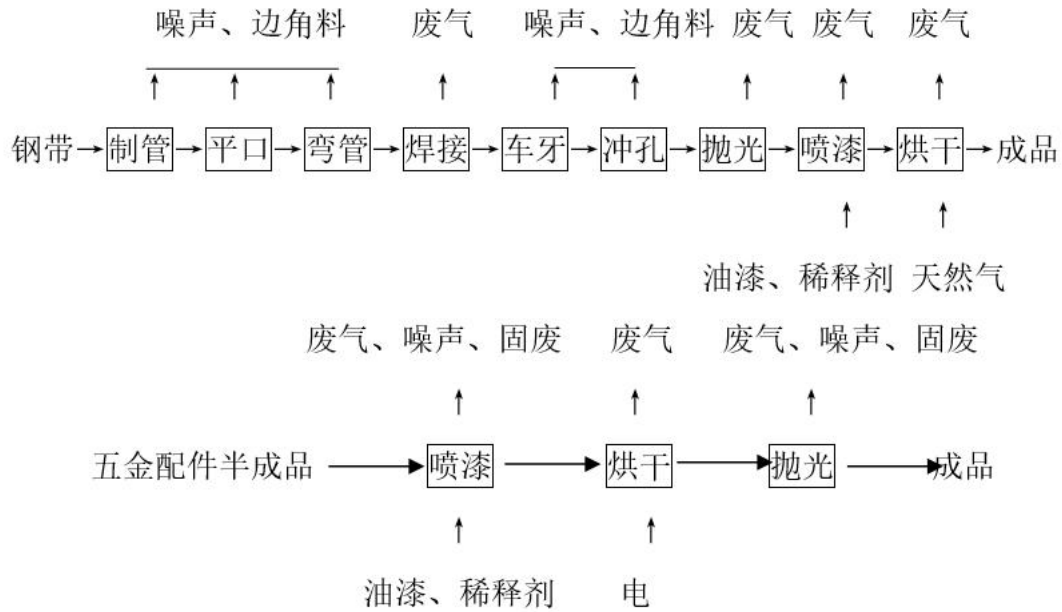 噪声、边角料 废气 噪声、边角料 废气 废气 废气
钢带 制管 平口 弯管 焊接 车牙 冲孔 抛光 喷漆 烘干 成品
油漆、稀释剂 天然气
废气、噪声、固废 废气 废气、噪声、固废
五金配件半成品 喷漆 烘干 抛光 成品
油漆、稀释剂 电